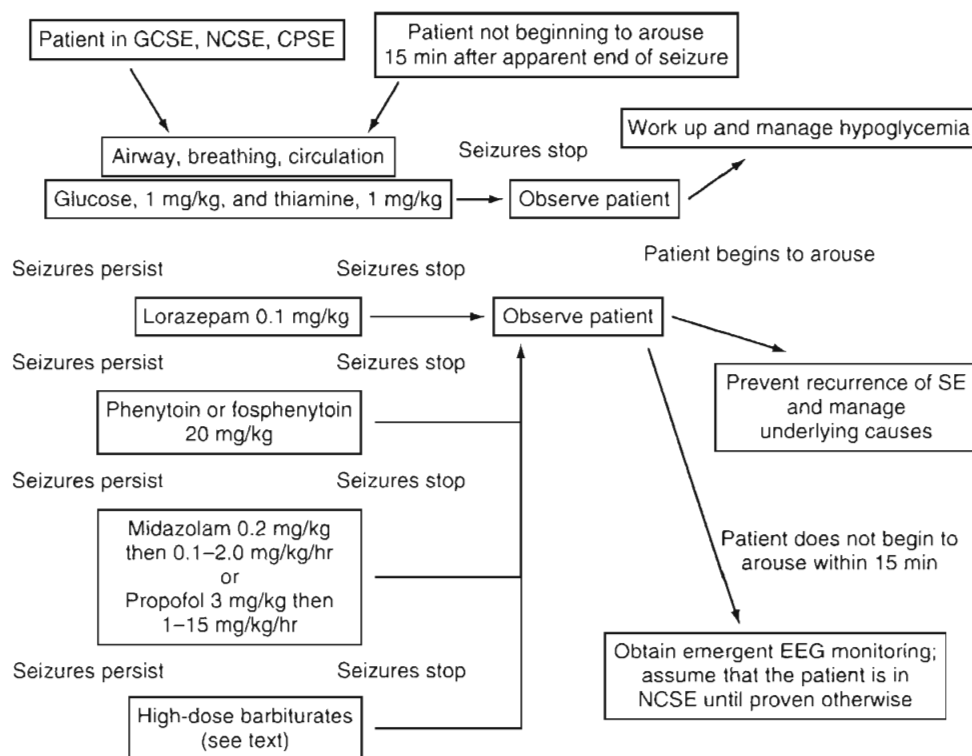 Patient in GCSE, NCSE, CPSE
Patient not beginning to arouse
15 min after apparent end of seizure
Airway, breathing, circulation
Glucose, 1 mg/kg, and thiamine, 1 mg/kg
Seizures stop
Observe patient
Work up and manage hypoglycemia
Patient begins to arouse
Seizures persist
Seizures stop
Lorazepam 0.1 mg/kg
Observe patient
Seizures persist
Seizures stop
Prevent recurrence of SE
and manage
underlying causes
Phenytoin or fosphenytoin
20 mg/kg
Seizures persist
Seizures stop
Midazolam 0.2 mg/kg
then 0.1–2.0 mg/kg/hr
or
Propofol 3 mg/kg then
1–15 mg/kg/hr
Patient does not begin to
arouse within 15 min
Seizures persist
Seizures stop
Obtain emergent EEG monitoring;
assume that the patient is in
NCSE until proven otherwise
High-dose barbiturates
(see text)